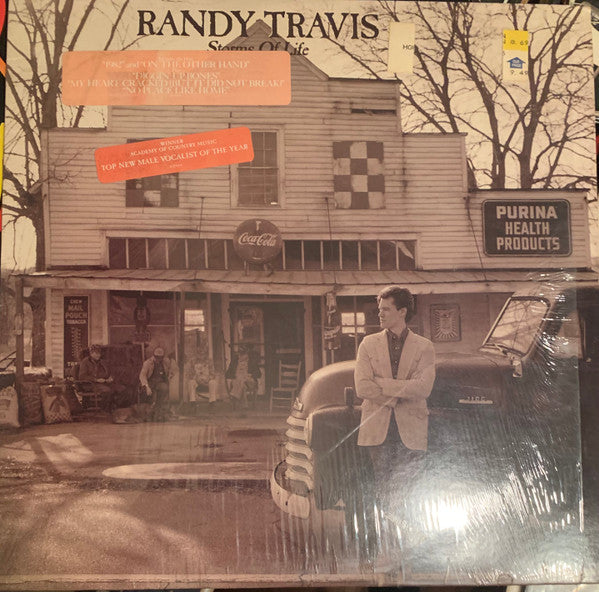 RANDY TRAVIS
Storms Of Life
"1982" and "ON THE OTHER HAND"
"DIGGIN' UP BONES"
"MY HEART CRACKED (BUT IT DID NOT BREAK)"
"NO PLACE LIKE HOME"
WINNER
ACADEMY OF COUNTRY MUSIC
TOP NEW MALE VOCALIST OF THE YEAR
Coca-Cola
PURINA
HEALTH
PRODUCTS
CHEW
MAIL
POUCH
TOBACCO